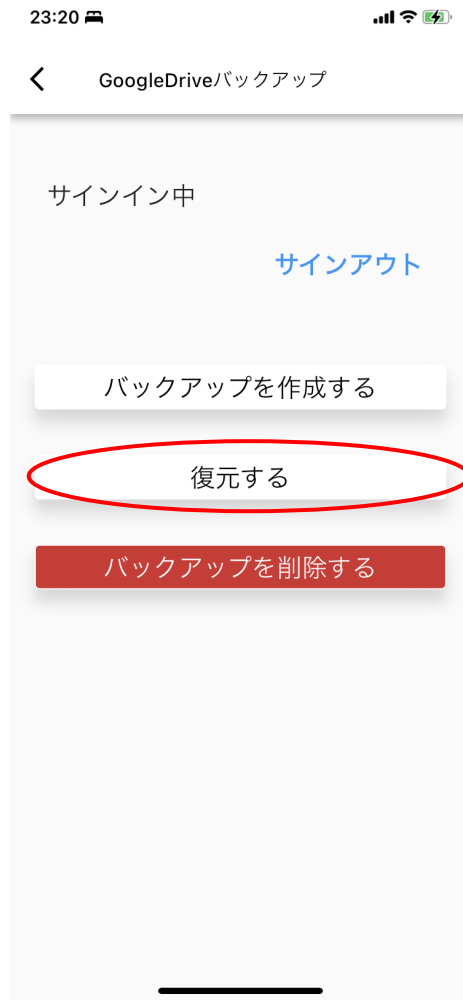 23:20
GoogleDriveバックアップ
サインイン中
サインアウト
バックアップを作成する
復元する
バックアップを削除する